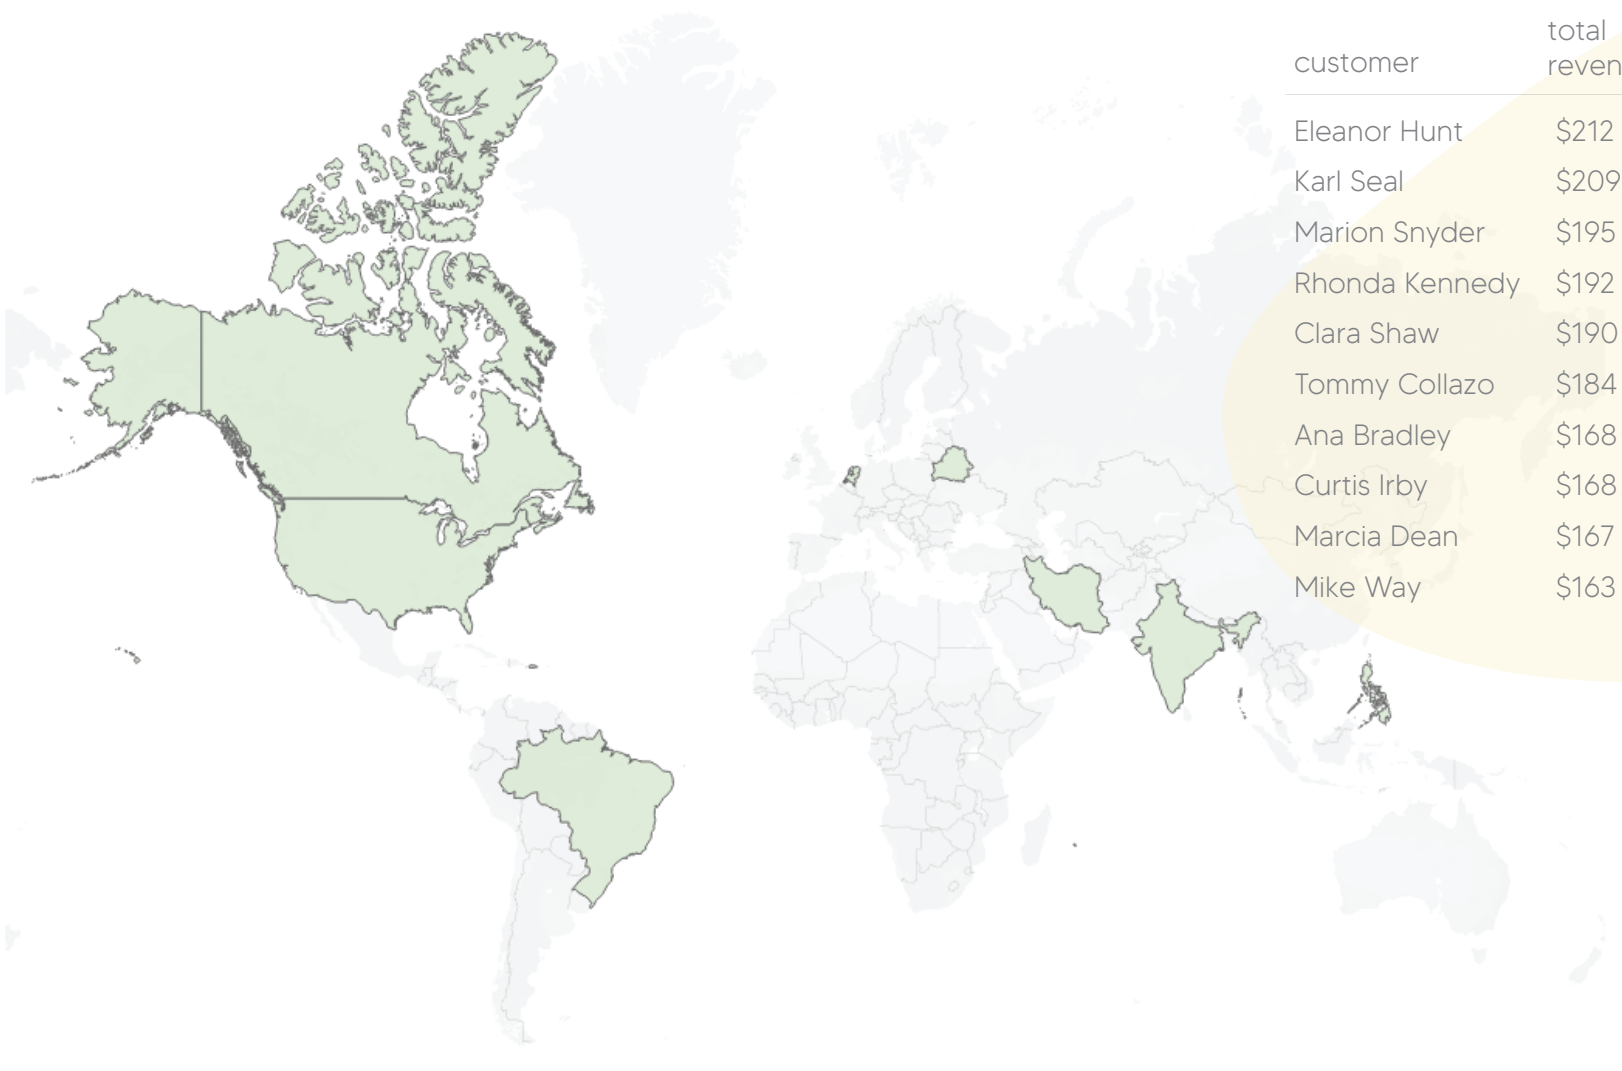 customer total
reven
Eleanor Hunt $212
Karl Seal $209
Marion Snyder $195
Rhonda Kennedy $192
Clara Shaw $190
Tommy Collazo $184
Ana Bradley $168
Curtis Irby $168
Marcia Dean $167
Mike Way $163